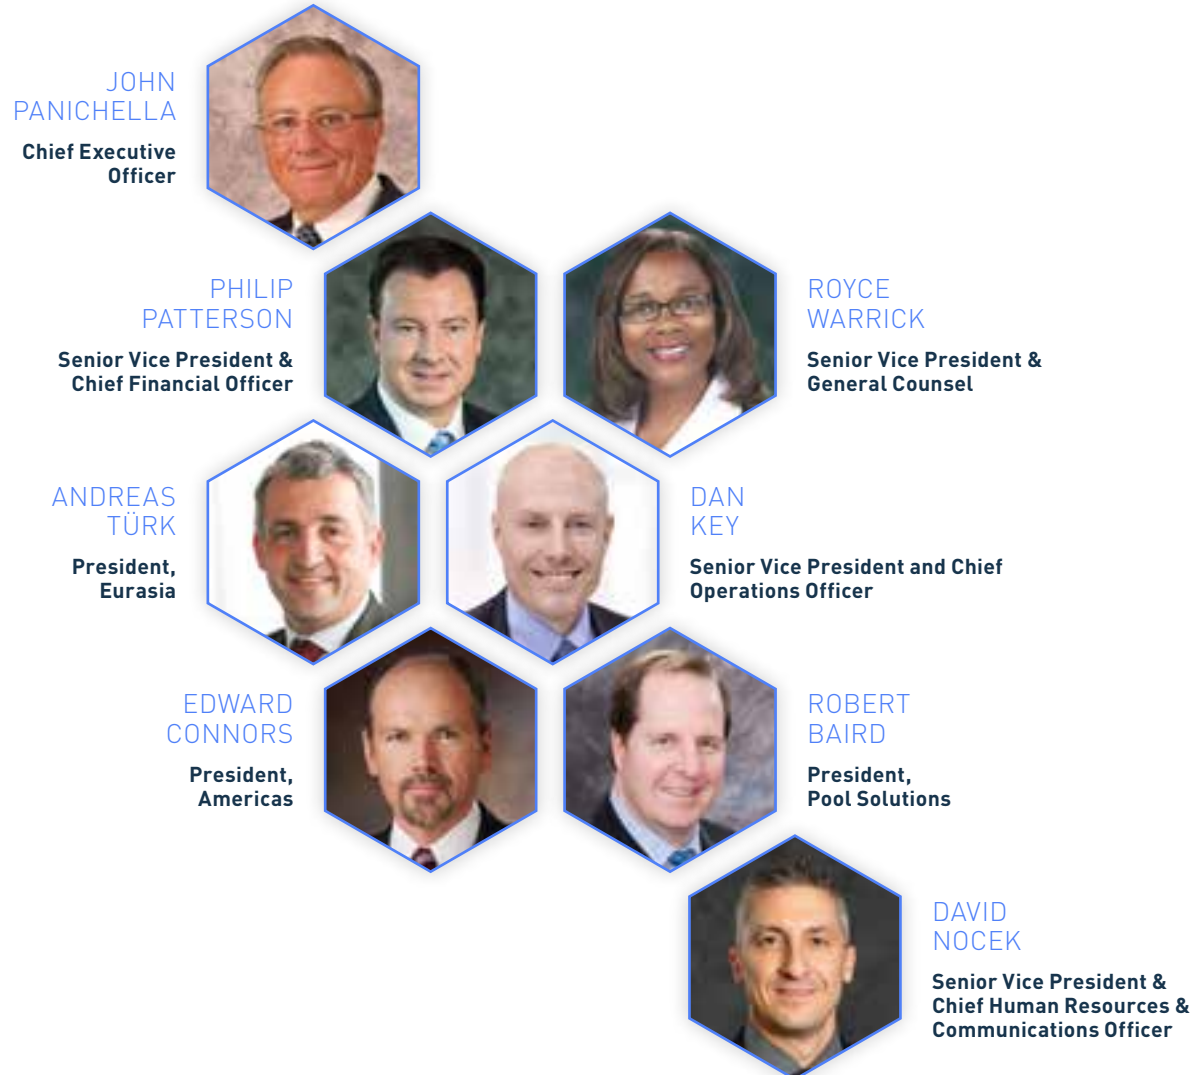 JOHN
PANICHELLA
Chief Executive
Officer
PHILIP
PATTERSON
Senior Vice President &
Chief Financial Officer
ROYCE
WARRICK
Senior Vice President &
General Counsel
ANDREAS
TÜRK
President,
Eurasia
DAN
KEY
Senior Vice President and Chief
Operations Officer
EDWARD
CONNORS
President,
Americas
ROBERT
BAIRD
President,
Pool Solutions
DAVID
NOCEK
Senior Vice President &
Chief Human Resources &
Communications Officer